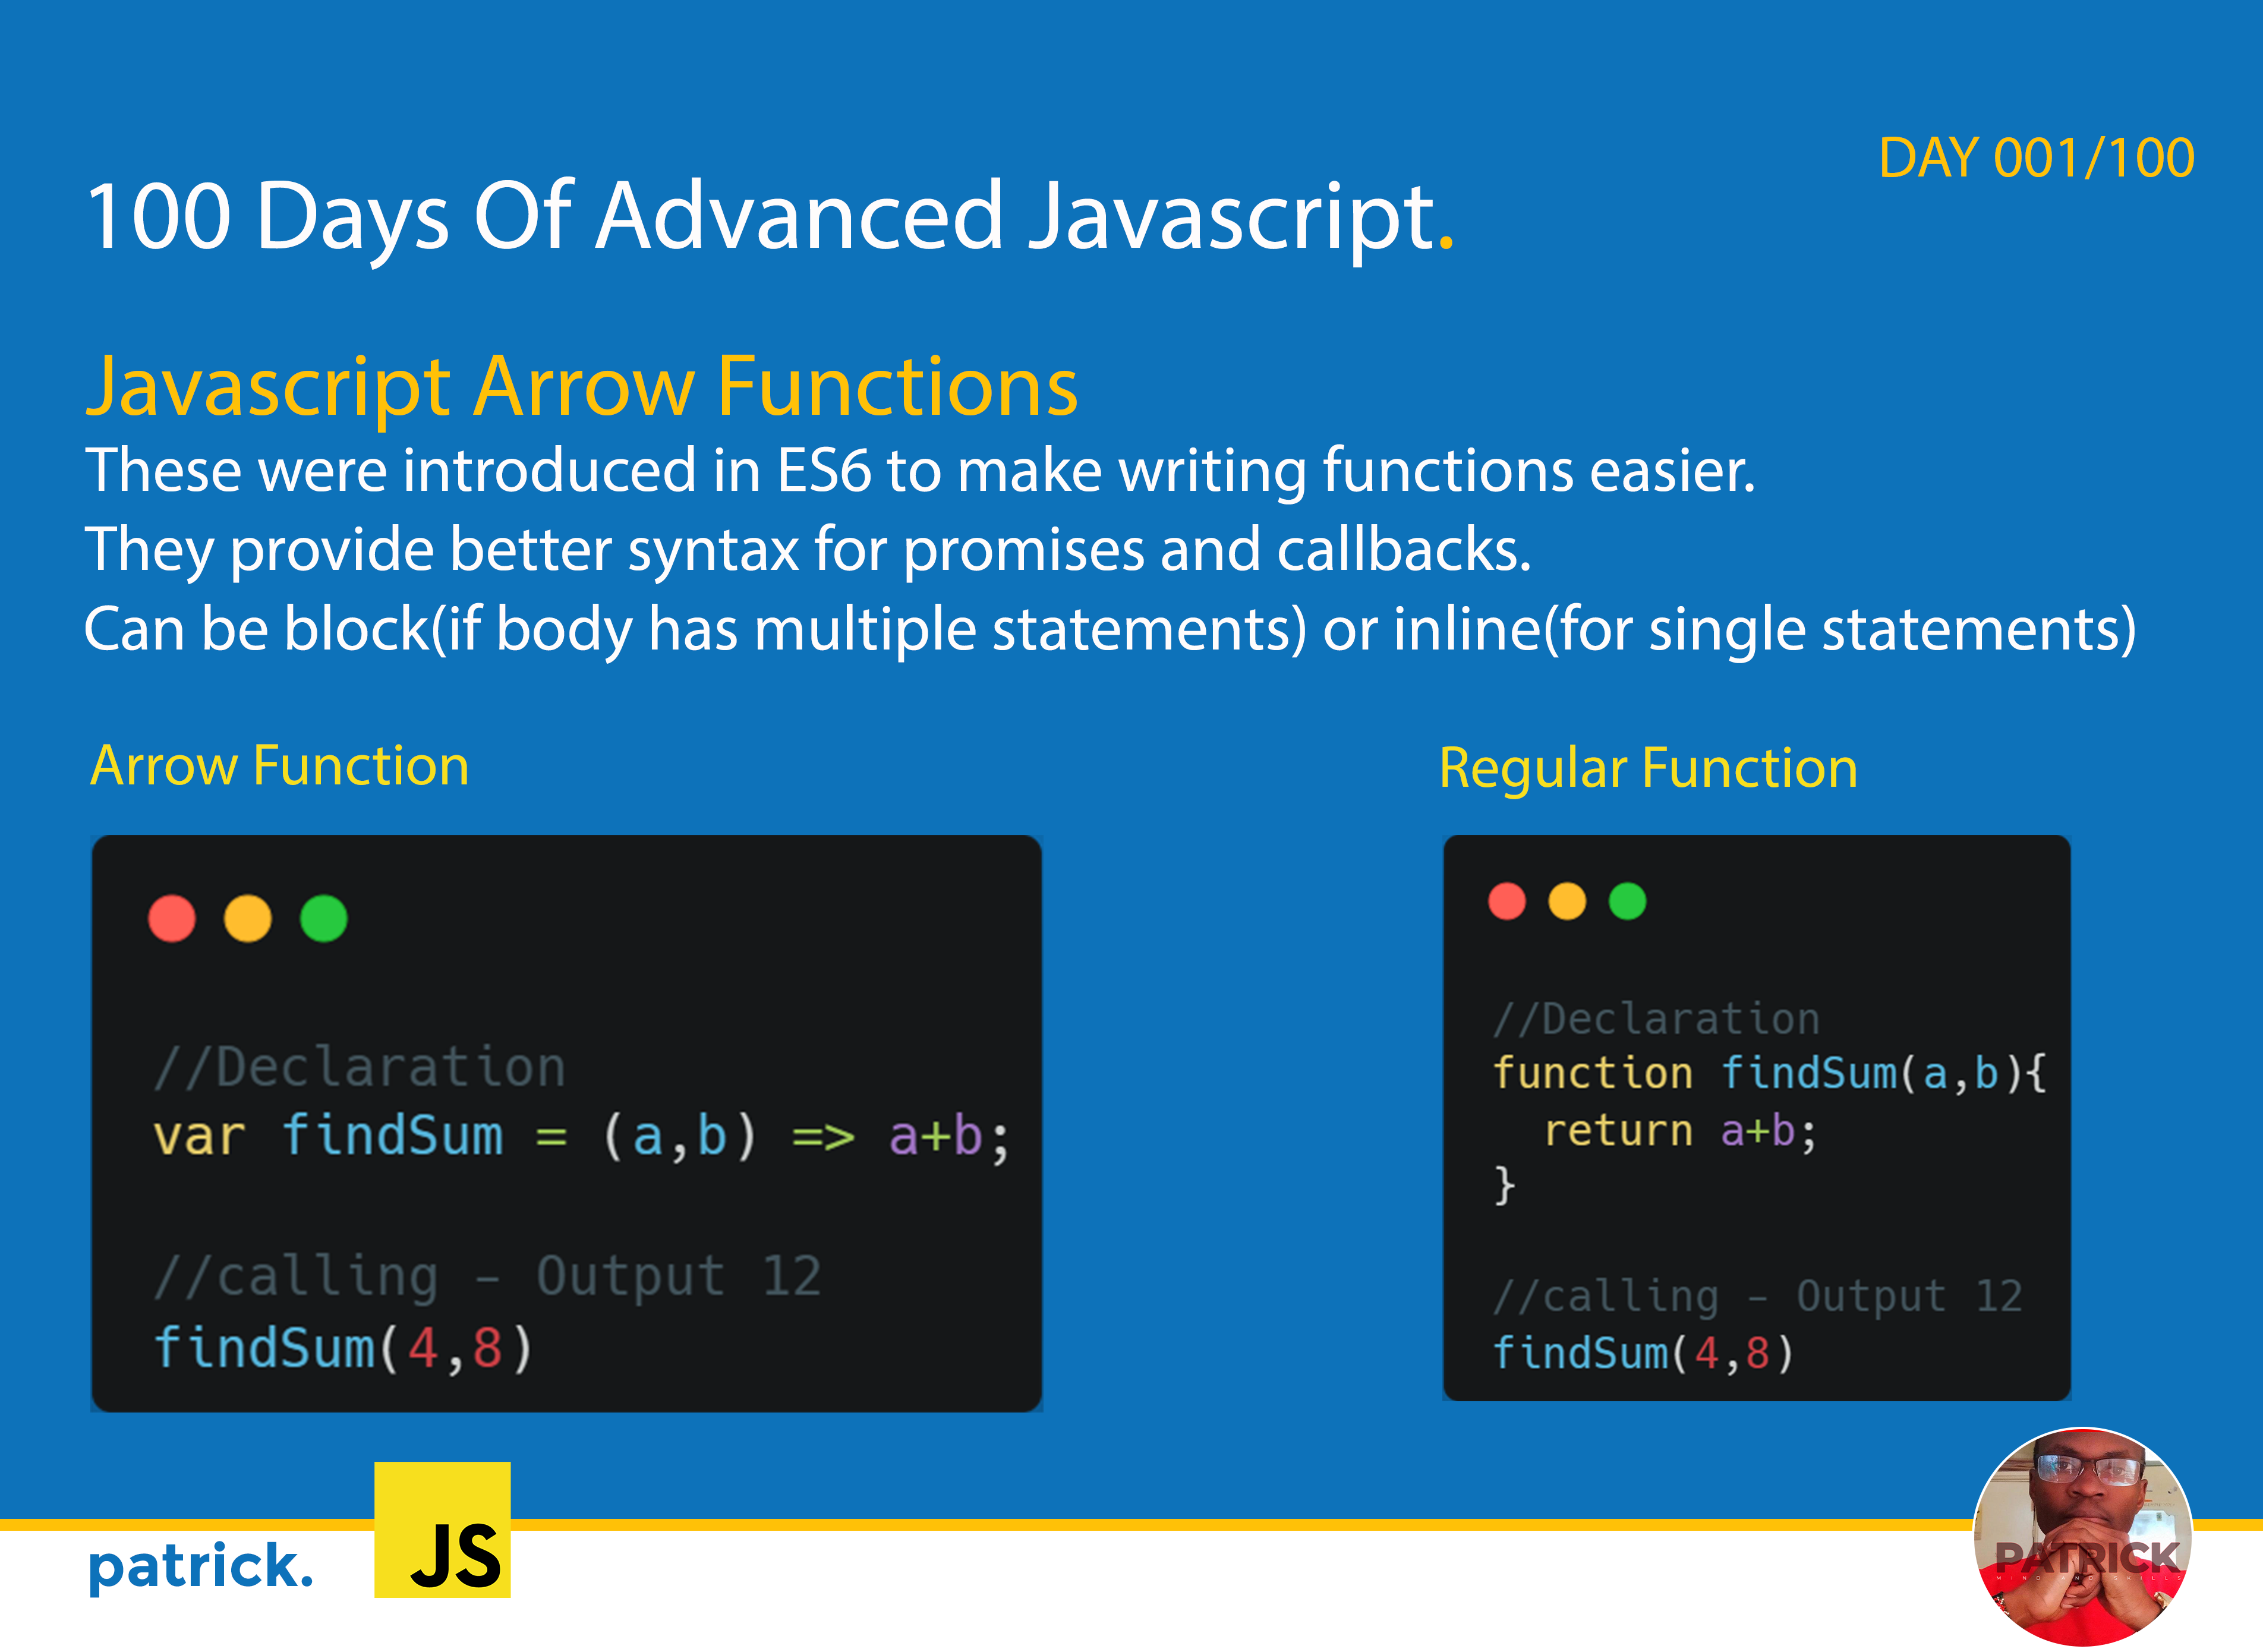 DAY 001/100
100 Days Of Advanced Javascript.
Javascript Arrow Functions
These were introduced in ES6 to make writing functions easier.
They provide better syntax for promises and callbacks.
Can be block(if body has multiple statements) or inline(for single statements)
Arrow Function
//Declaration
var findSum = (a,b) => a+b;
//calling - Output 12
findSum(4,8)
Regular Function
//Declaration
function findSum(a,b){
  return a+b;
}
//calling - Output 12
findSum(4,8)
patrick.
JS
PATRICK
MIND AND SKILLS